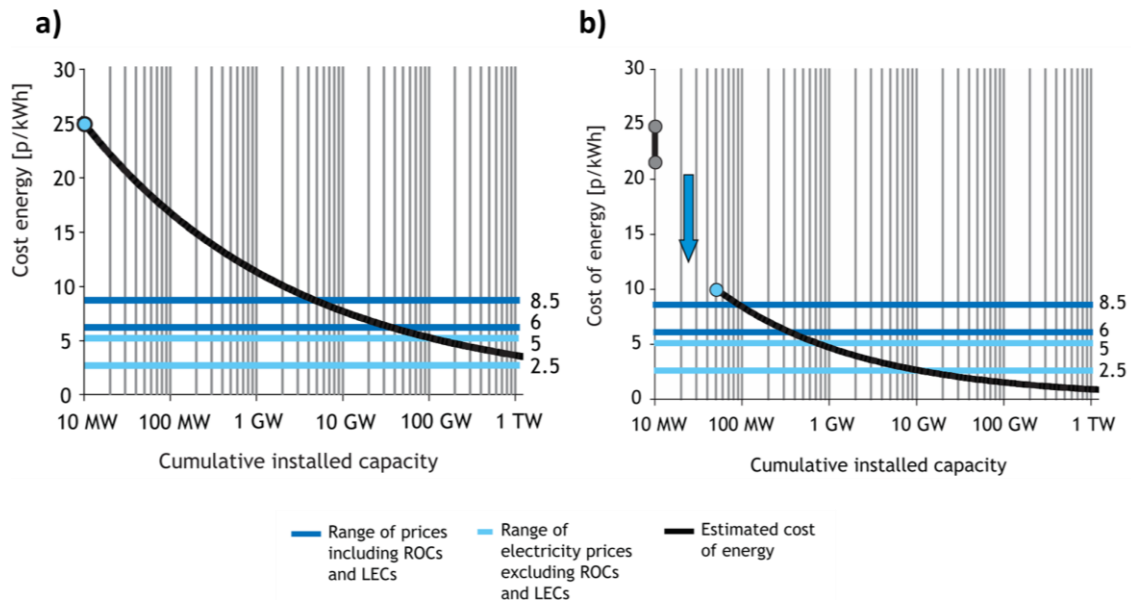 a)
Cost energy [p/kWh]
30
25
20
15
10
5
0
8.5
6
5
2.5
10 MW 100 MW 1 GW 10 GW 100 GW 1 TW
Cumulative installed capacity
b)
Cost of energy [p/kWh]
30
25
20
15
10
5
0
8.5
6
5
2.5
10 MW 100 MW 1 GW 10 GW 100 GW 1 TW
Cumulative installed capacity
Range of prices
including ROCs
and LECs
Range of
electricity prices
excluding ROCs
and LECs
Estimated cost
of energy